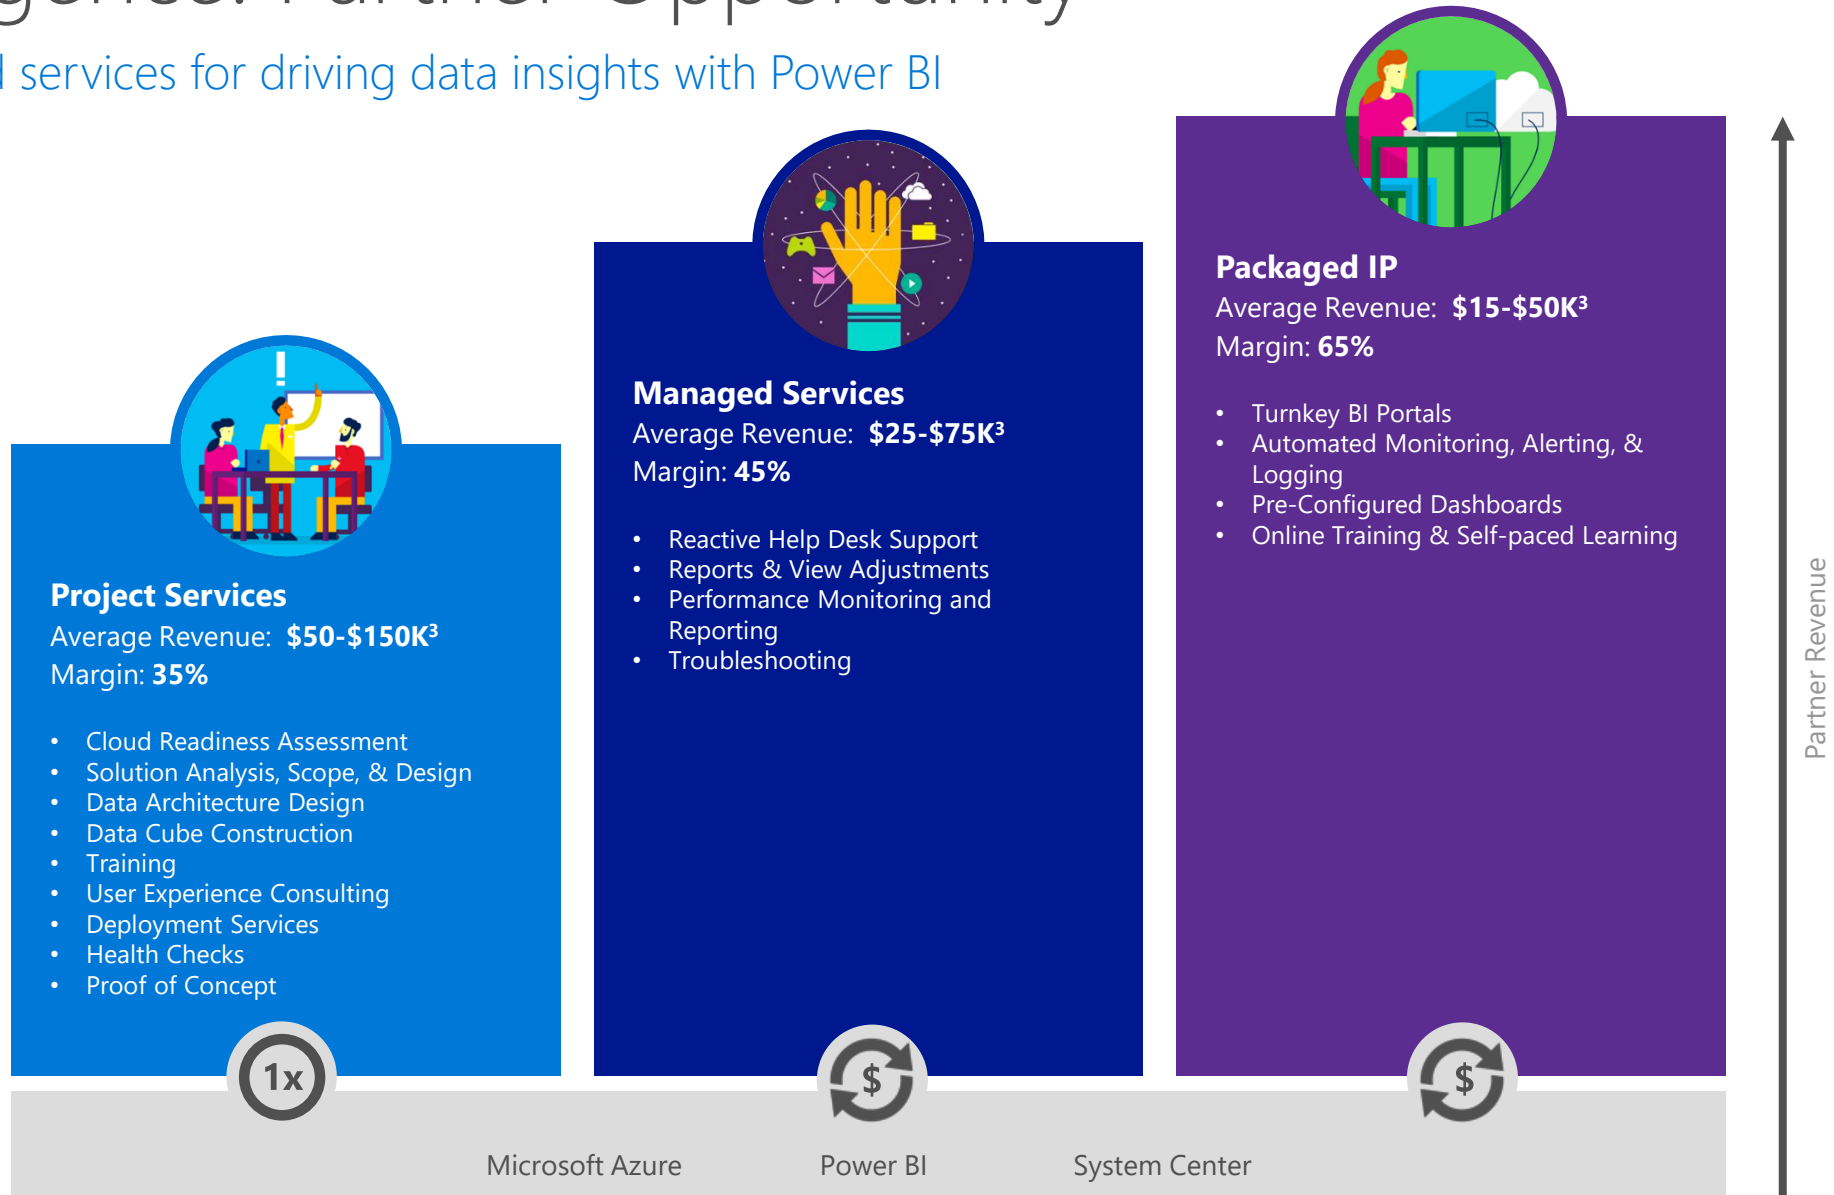 Partner Opportunity
services for driving data insights with Power BI
Project Services
Average Revenue: $50-$150K³
Margin: 35%
• Cloud Readiness Assessment
• Solution Analysis, Scope, & Design
• Data Architecture Design
• Data Cube Construction
• Training
• User Experience Consulting
• Deployment Services
• Health Checks
• Proof of Concept
1x
Managed Services
Average Revenue: $25-$75K³
Margin: 45%
• Reactive Help Desk Support
• Reports & View Adjustments
• Performance Monitoring and
Reporting
• Troubleshooting
$
Packaged IP
Average Revenue: $15-$50K³
Margin: 65%
• Turnkey BI Portals
• Automated Monitoring, Alerting, &
Logging
• Pre-Configured Dashboards
• Online Training & Self-paced Learning
$
Partner Revenue
Microsoft Azure
Power BI
System Center